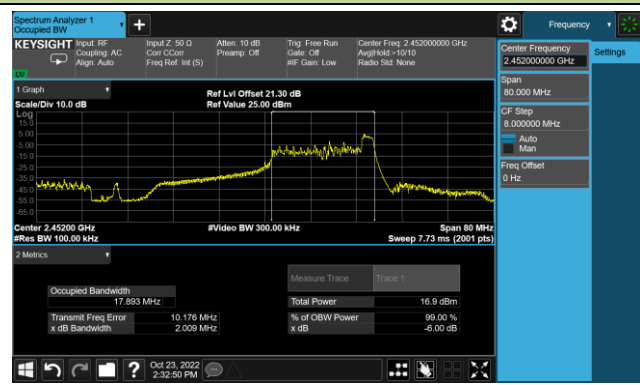 Spectrum Analyzer 1
Occupied BW
+
Frequency
KEYSIGHT
Input: RF
Coupling: AC
Align: Auto
Input Z: 50 Ω
Corr CCorr
Freq Ref: Int (S)
Atten: 10 dB
Preamp: Off
Trig: Free Run
Gate: Off
#IF Gain: Low
Center Freq: 2.452000000 GHz
Avg|Hold:>10/10
Radio Std: None
Center Frequency
2.452000000 GHz
Settings
Span
80.000 MHz
CF Step
8.000000 MHz
Auto
Man
Freq Offset
0 Hz
1 Graph
Scale/Div 10.0 dB
Ref Lvl Offset 21.30 dB
Ref Value 25.00 dBm
Log
15.0
5.00
-5.00
-15.0
-25.0
-35.0
-45.0
-55.0
-65.0
Center 2.45200 GHz
#Res BW 100.00 kHz
#Video BW 300.00 kHz
Span 80 MHz
Sweep 7.73 ms (2001 pts)
2 Metrics
Measure Trace
Trace 1
Occupied Bandwidth
17.893 MHz
Total Power
16.9 dBm
Transmit Freq Error
10.176 MHz
% of OBW Power
99.00 %
x dB Bandwidth
2.009 MHz
x dB
-6.00 dB
?
Oct 23, 2022
2:32:50 PM